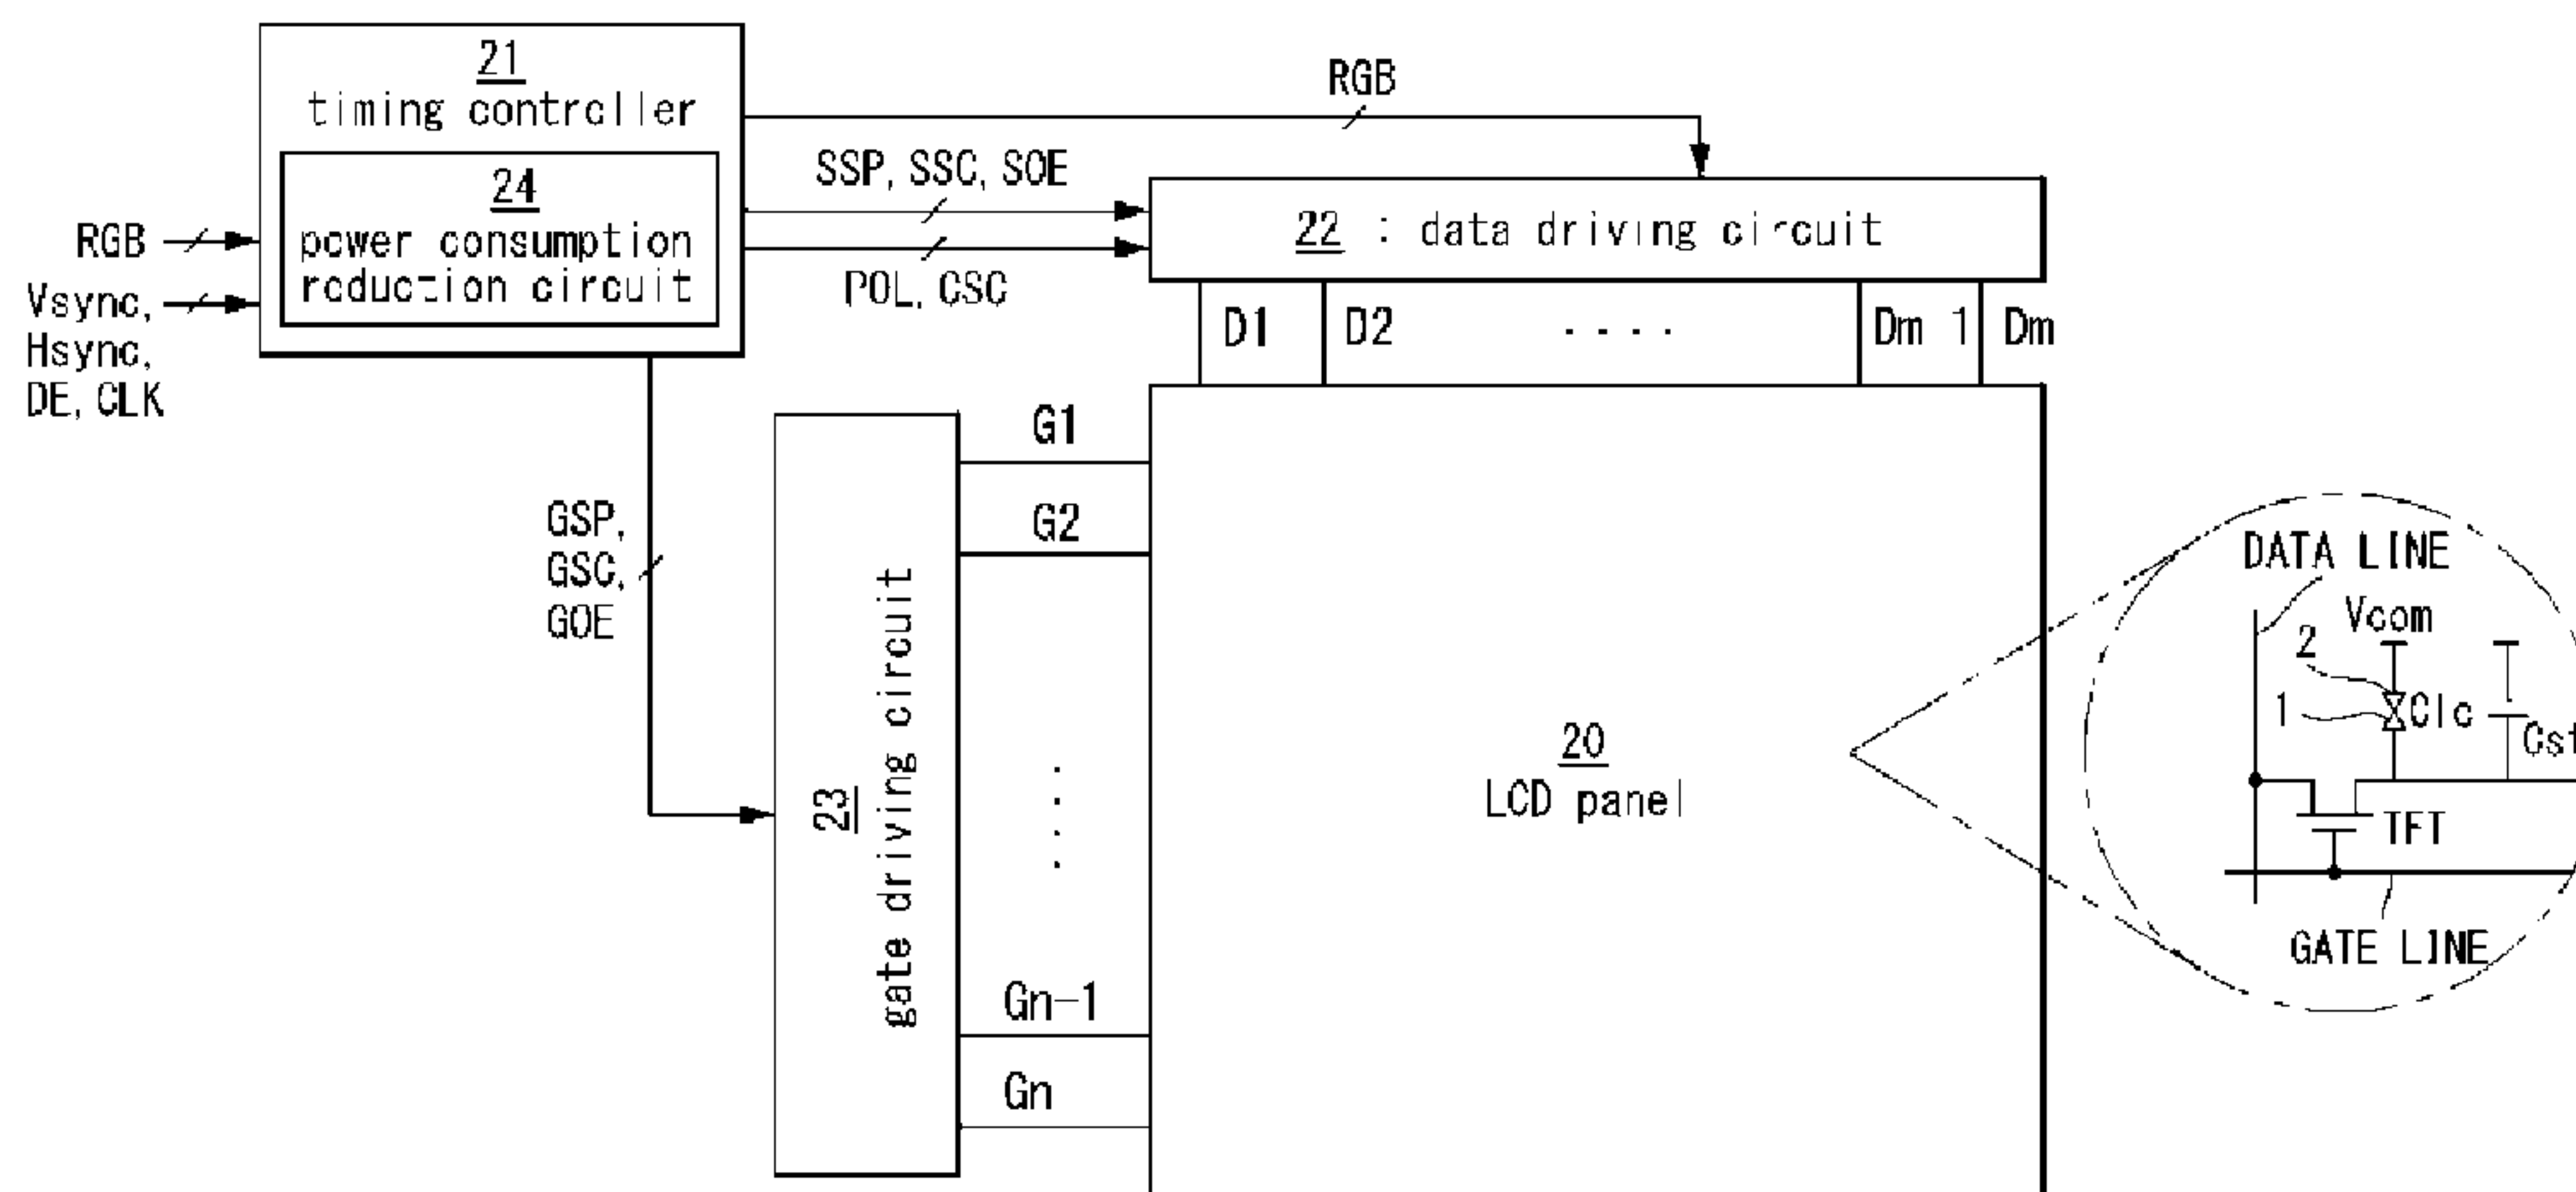 21
timing controller
24
power consumption
reduction circuit
RGB
Vsync,
Hsync,
DE, CLK
RGB
SSP, SSC, SOE
POL, CSC
22 : data driving circuit
D1 D2 ···· Dm 1 Dm
GSP,
GSC,
GOE
23
gate driving circuit
G1
G2
Gn-1
Gn
20
LCD panel
DATA LINE
Vcom
2
1
Clc
Cst
TFT
GATE LINE